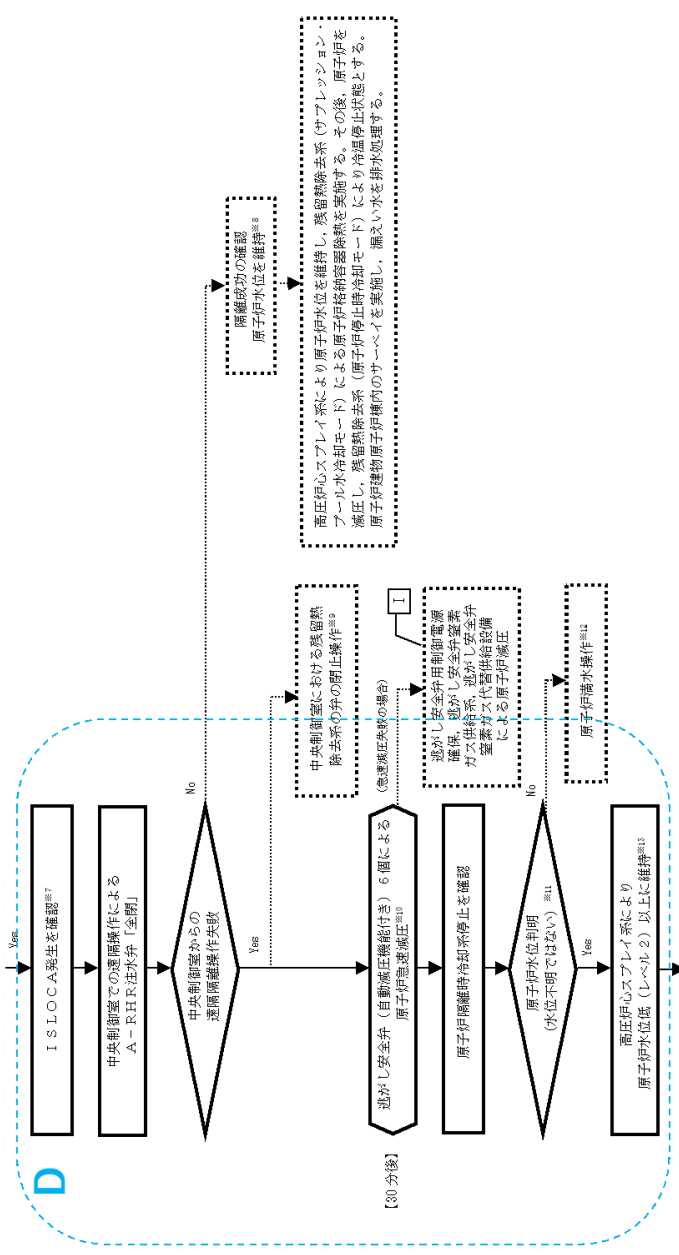 D
Yes
ＩＳＬＯＣＡ発生を確認※7
中央制御室での遠隔操作による
Ａ－ＲＨＲ注水弁「全閉」
中央制御室からの
遠隔隔離操作失敗
No
隔離成功の確認
原子炉水位を維持※8
高圧炉心スプレイ系により原子炉水位を維持し，残留熱除去系（サプレッション・
プール水冷却モード）による原子炉格納容器除熱を実施する。その後，原子炉を
減圧し，残留熱除去系（原子炉停止時冷却モード）により冷温停止状態とする。
原子炉建物原子炉棟内のサーベイを実施し，漏えい水を排水処理する。
Yes
中央制御室における残留熱
除去系の弁の閉止操作※9
【30 分後】
逃がし安全弁（自動減圧機能付き）６個による
原子炉急速減圧※10
（急速減圧失敗の場合）
I
逃がし安全弁用制御電源
確保，逃がし安全弁窒素
ガス供給系，逃がし安全弁
窒素ガス代替供給設備
による原子炉減圧
原子炉隔離時冷却系停止を確認
原子炉水位判明
（水位不明ではない）※11
No
原子炉満水操作※12
Yes
高圧炉心スプレイ系により
原子炉水位低（レベル２）以上に維持※13